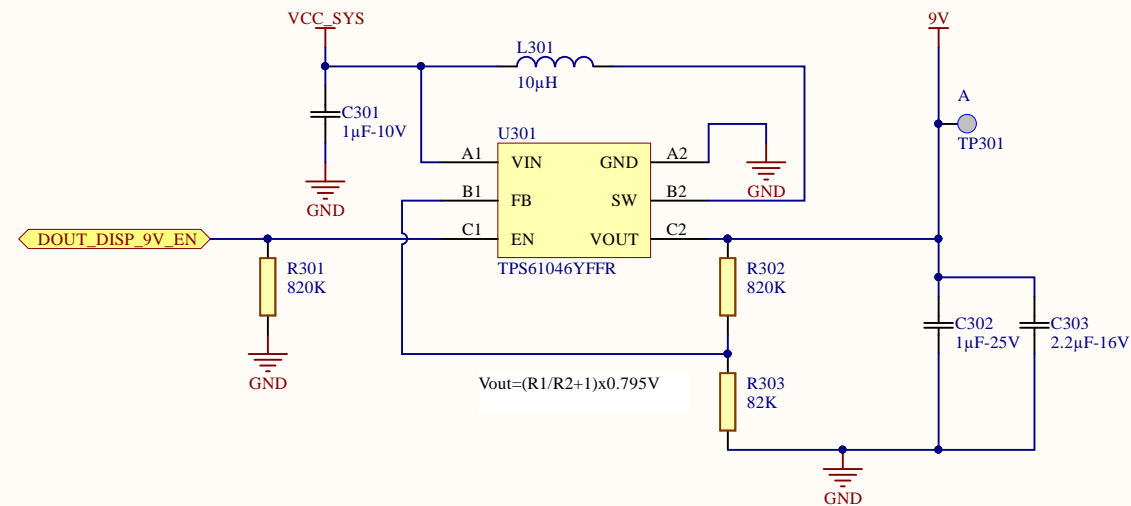 VCC_SYS
9V
L301
10µH
A
TP301
C301
1µF-10V
U301
A1
VIN
GND
A2
GND
GND
B1
FB
SW
B2
DOUT_DISP_9V_EN
C1
EN
VOUT
C2
TPS61046YFFR
R301
820K
R302
820K
C302
1µF-25V
C303
2.2µF-16V
GND
Vout=(R1/R2+1)x0.795V
R303
82K
GND